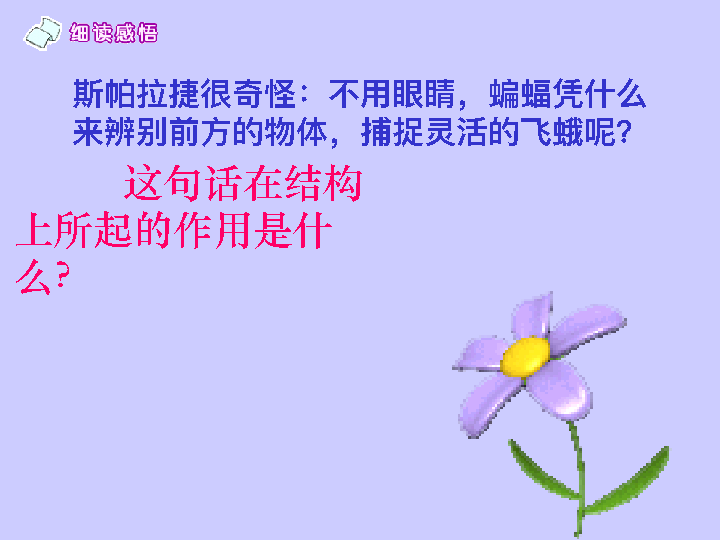 细读感悟
斯帕拉捷很奇怪：不用眼睛，蝙蝠凭什么
来辨别前方的物体，捕捉灵活的飞蛾呢？
这句话在结构
上所起的作用是什
么？